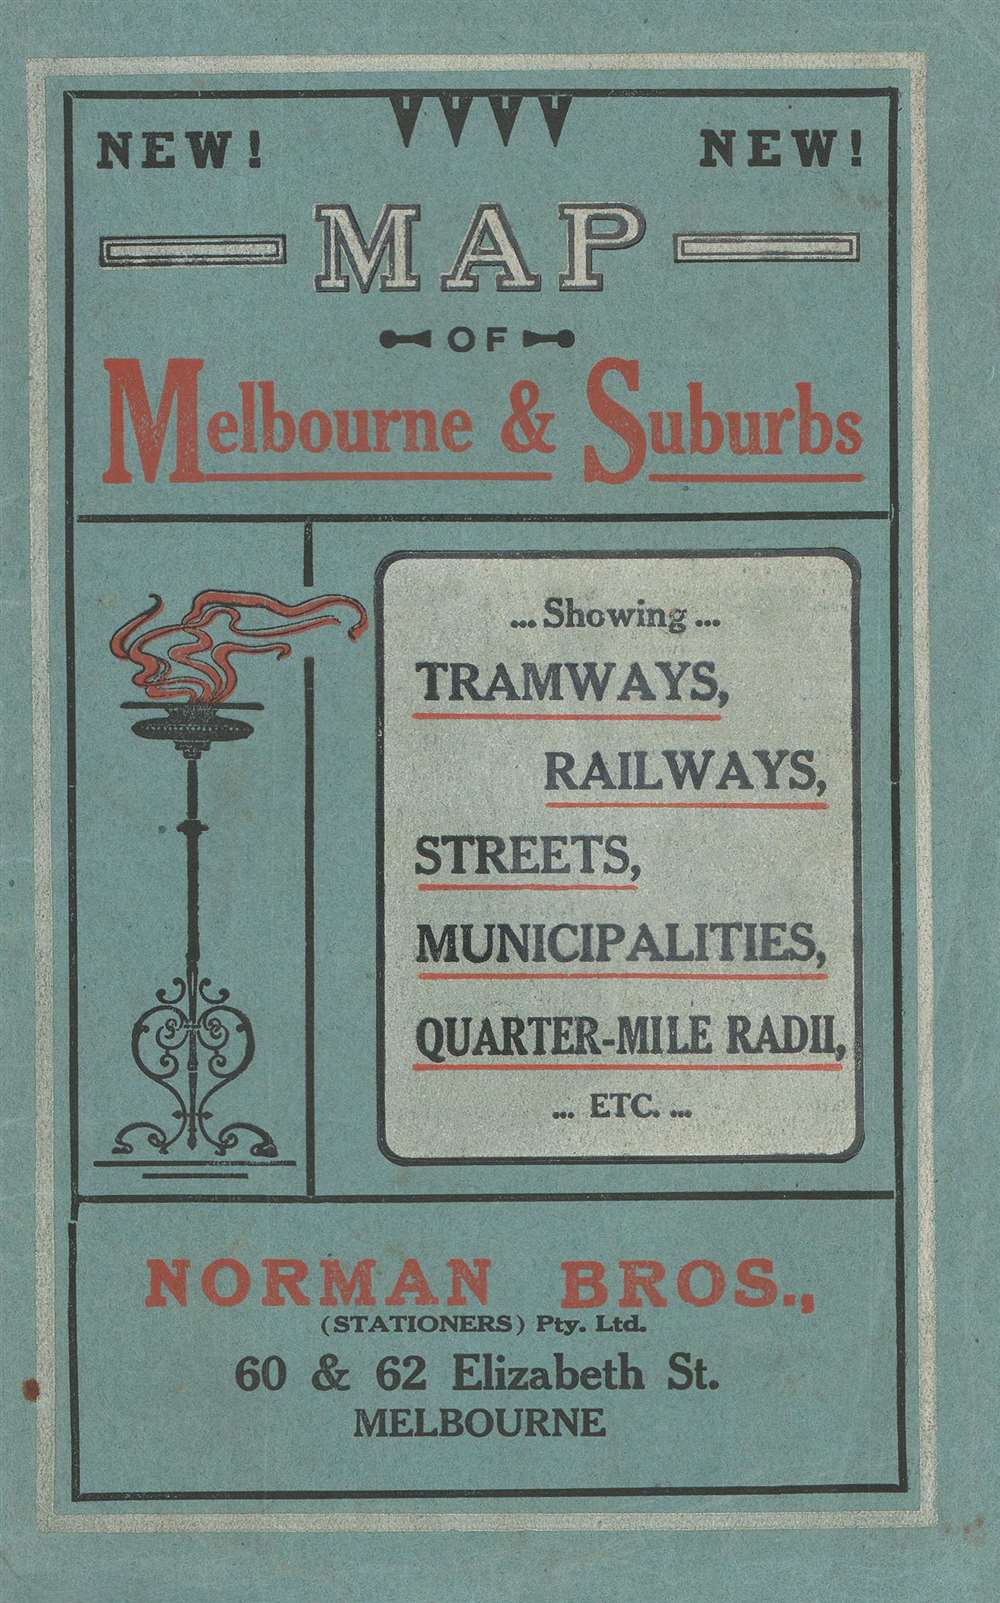 NEW! NEW!
MAP
OF
Melbourne & Suburbs
... Showing ...
TRAMWAYS,
RAILWAYS,
STREETS,
MUNICIPALITIES,
QUARTER-MILE RADII,
... ETC. ...
NORMAN BROS.,
(STATIONERS) Pty. Ltd.
60 & 62 Elizabeth St.
MELBOURNE